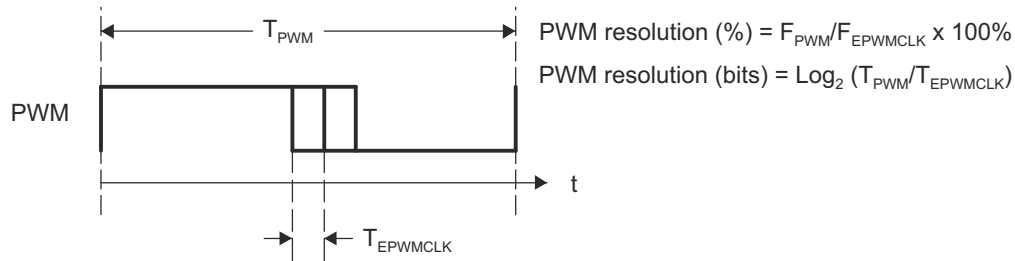 T_PWM
PWM resolution (%) = F_PWM/F_EPWMCLK x 100%
PWM resolution (bits) = Log_2 (T_PWM/T_EPWMCLK)
PWM
t
T_EPWMCLK